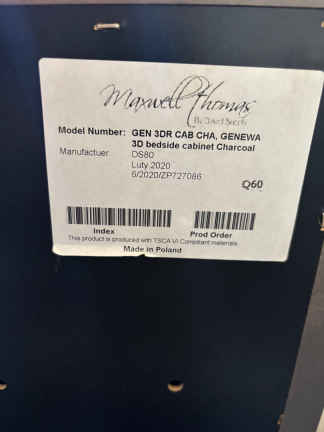 Maxwell Thomas
By David Smith
Model Number: GEN 3DR CAB CHA, GENEWA
3D bedside cabinet Charcoal
Manufactuer DS80
Luty.2020
6/2020/ZP727086
Q60
Index Prod Order
This product is produced with TSCA VI Compliant materials
Made in Poland